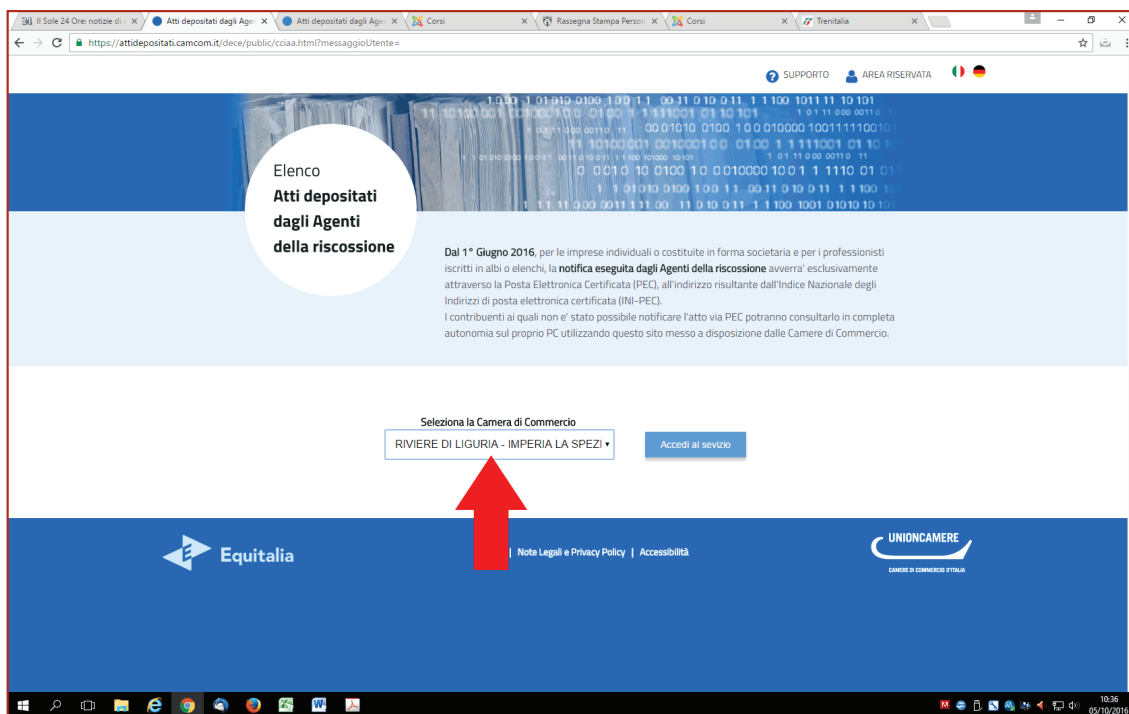 Il Sole 24 Ore: notizie di
Atti depositati dagli Age
Atti depositati dagli Age
Corsi
Rassegna Stampa Person
Corsi
Trenitalia
https://attidepositati.camcom.it/dece/public/cciaa.html?messaggioUtente=
SUPPORTO
AREA RISERVATA
Elenco
Atti depositati
dagli Agenti
della riscossione
Dal 1° Giugno 2016, per le imprese individuali o costituite in forma societaria e per i professionisti
iscritti in albi o elenchi, la notifica eseguita dagli Agenti della riscossione avverra' esclusivamente
attraverso la Posta Elettronica Certificata (PEC), all'indirizzo risultante dall'Indice Nazionale degli
Indirizzi di posta elettronica certificata (INI-PEC).
I contribuenti ai quali non e' stato possibile notificare l'atto via PEC potranno consultarlo in completa
autonomia sul proprio PC utilizzando questo sito messo a disposizione dalle Camere di Commercio.
Seleziona la Camera di Commercio
RIVIERE DI LIGURIA - IMPERIA LA SPEZI
Accedi al sevizio
Equitalia
| Note Legali e Privacy Policy | Accessibilità
UNIONCAMERE
CAMERE DI COMMERCIO D'ITALIA
10:36
05/10/2016